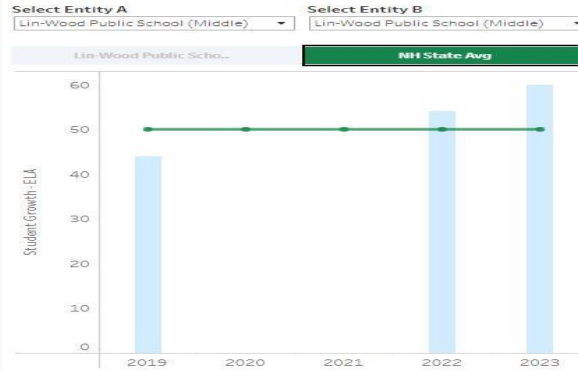 Select Entity A Select Entity B
Lin-Wood Public School (Middle) Lin-Wood Public School (Middle)
Lin-Wood Public Scho.. NH State Avg
60
50
40
30
20
10
0
Student Growth - ELA
2019 2020 2021 2022 2023